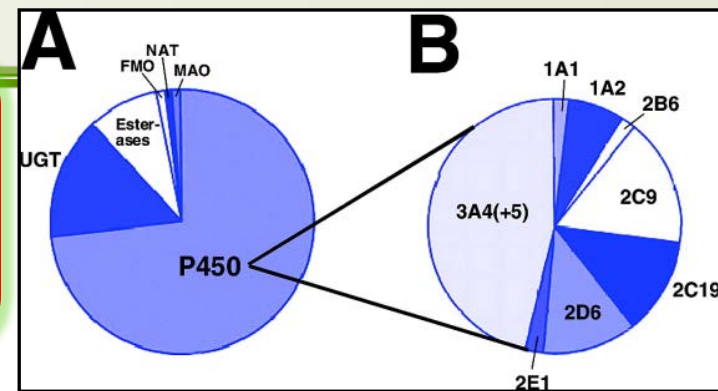 A
NAT
FMO
MAO
Ester-
ases
UGT
P450
B
1A1
1A2
2B6
2C9
3A4(+5)
2C19
2D6
2E1